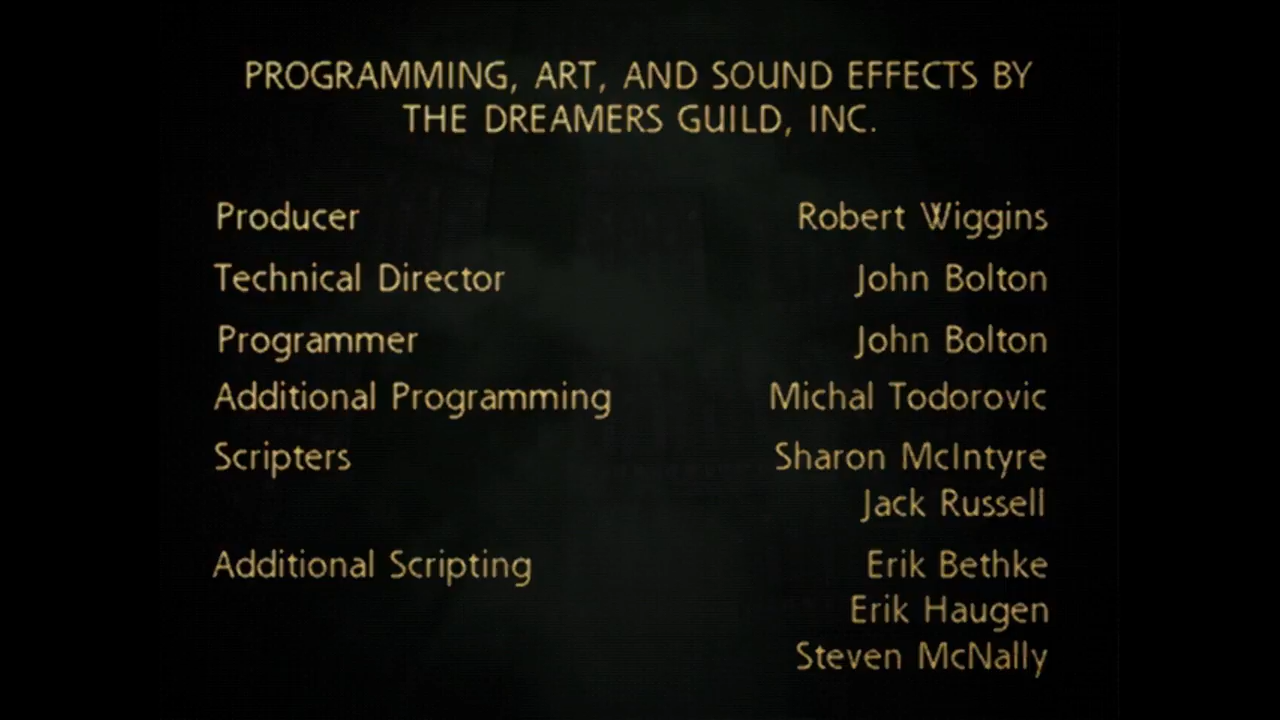 PROGRAMMING, ART, AND SOUND EFFECTS BY
THE DREAMERS GUILD, INC.
Producer Robert Wiggins
Technical Director John Bolton
Programmer John Bolton
Additional Programming Michal Todorovic
Scripters Sharon McIntyre
Jack Russell
Additional Scripting Erik Bethke
Erik Haugen
Steven McNally